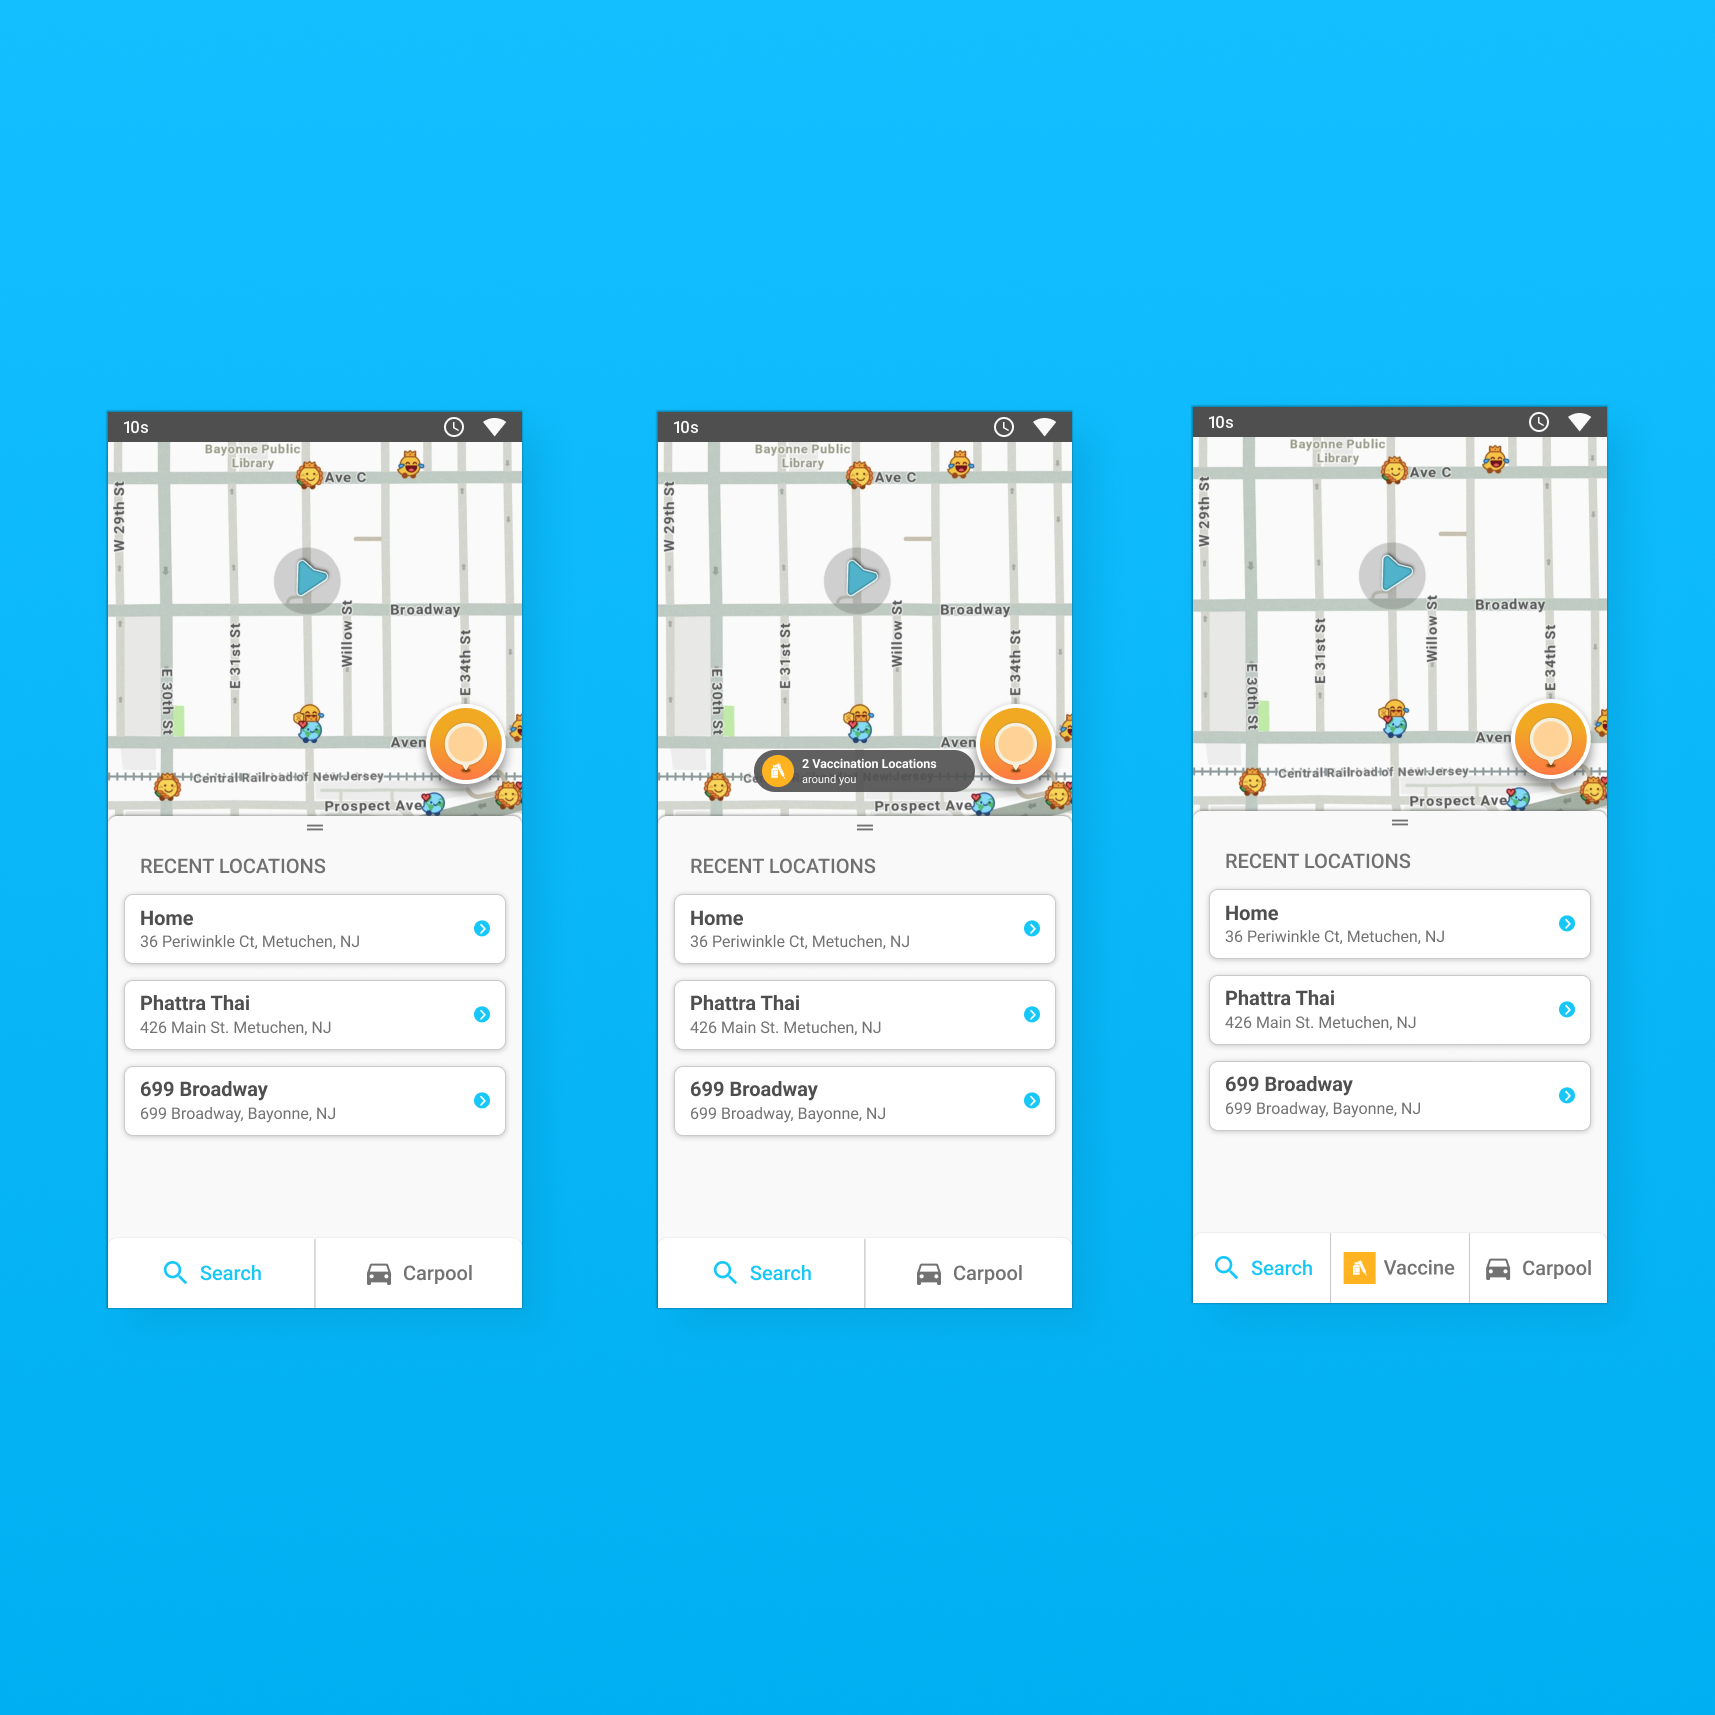 10s
Bayonne Public
Library
Ave C
W 29th St
Broadway
Willow St
E 31st St
E 34th St
E 30th St
Aven
Central Railroad of New Jersey
Prospect Ave
RECENT LOCATIONS
Home
36 Periwinkle Ct, Metuchen, NJ
Phattra Thai
426 Main St. Metuchen, NJ
699 Broadway
699 Broadway, Bayonne, NJ
Search
Carpool
10s
Bayonne Public
Library
Ave C
W 29th St
Broadway
Willow St
E 31st St
E 34th St
E 30th St
Aven
2 Vaccination Locations
around you
Ce
New Jersey
Prospect Ave
RECENT LOCATIONS
Home
36 Periwinkle Ct, Metuchen, NJ
Phattra Thai
426 Main St. Metuchen, NJ
699 Broadway
699 Broadway, Bayonne, NJ
Search
Carpool
10s
Bayonne Public
Library
Ave C
W 29th St
Broadway
Willow St
E 31st St
E 34th St
E 30th St
Aven
Central Railroad of New Jersey
Prospect Ave
RECENT LOCATIONS
Home
36 Periwinkle Ct, Metuchen, NJ
Phattra Thai
426 Main St. Metuchen, NJ
699 Broadway
699 Broadway, Bayonne, NJ
Search
Vaccine
Carpool